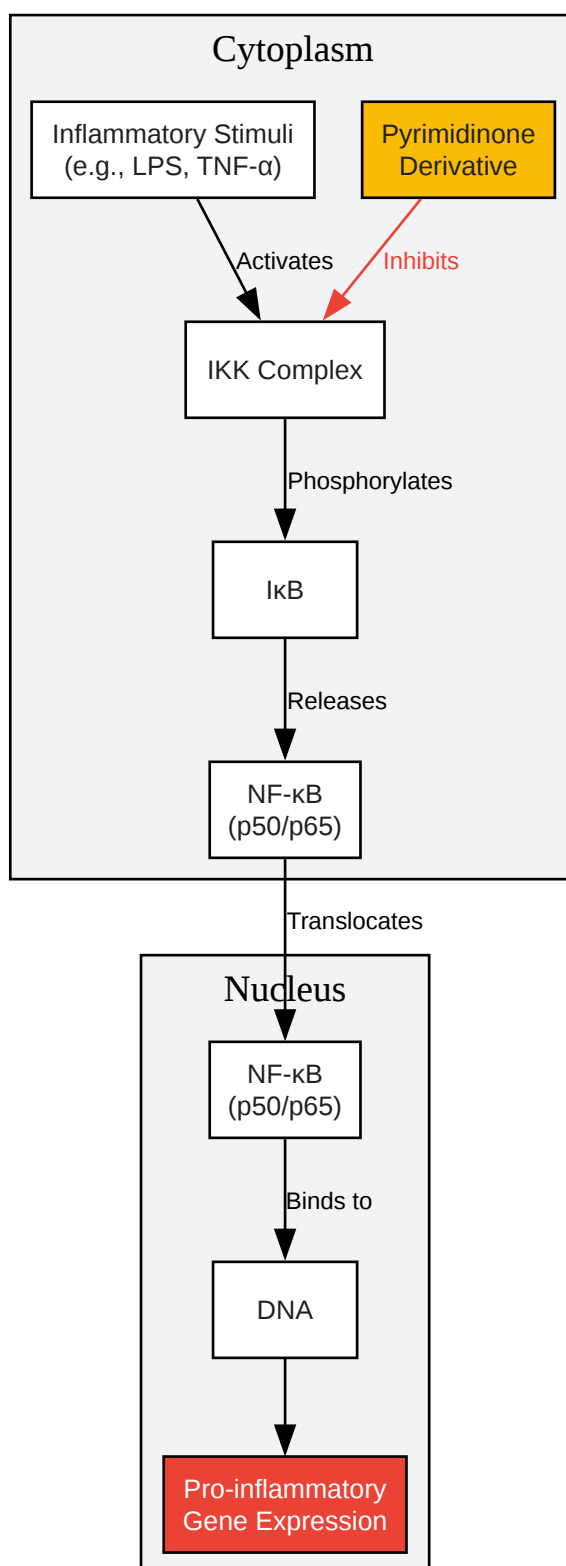 Cytoplasm
Inflammatory Stimuli
(e.g., LPS, TNF-α)
Pyrimidinone
Derivative
Activates
Inhibits
IKK Complex
Phosphorylates
IκB
Releases
NF-κB
(p50/p65)
Translocates
Nucleus
NF-κB
(p50/p65)
Binds to
DNA
Pro-inflammatory
Gene Expression